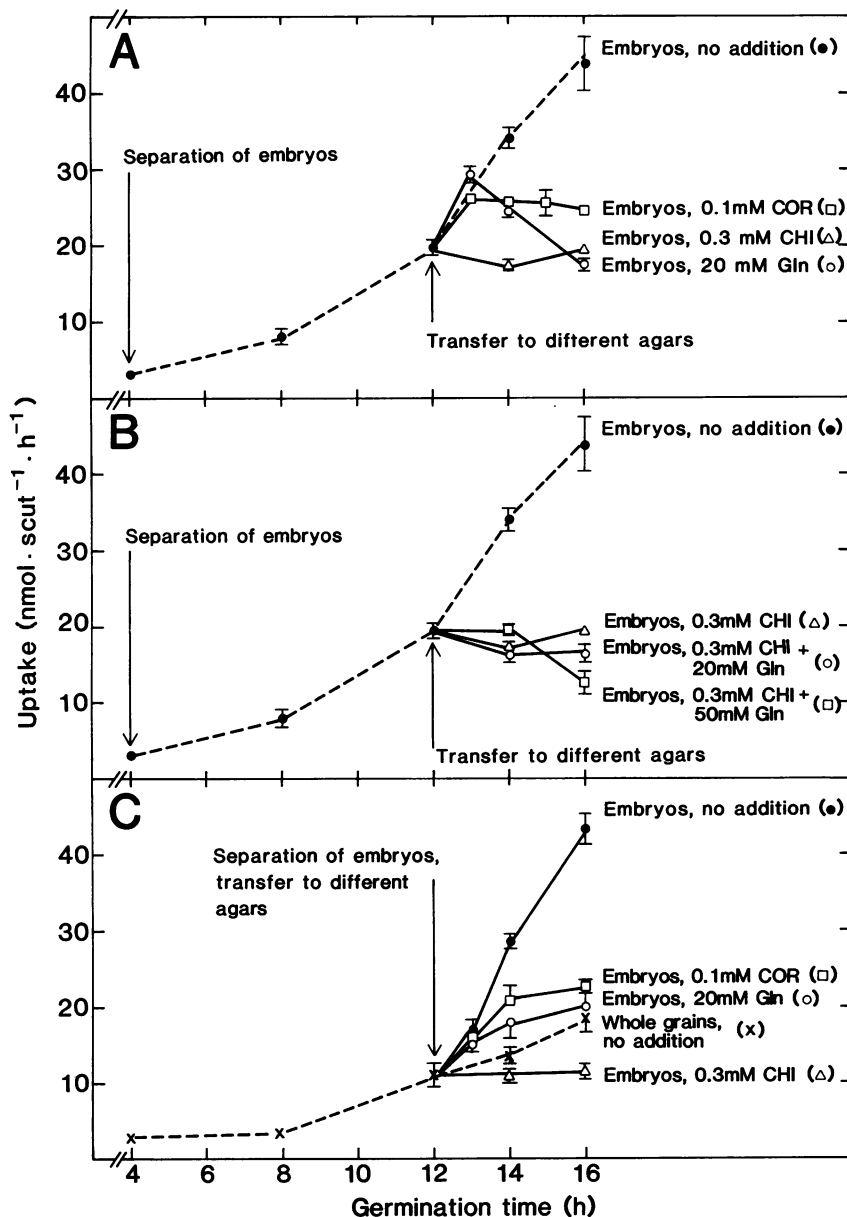 A
Embryos, no addition (●)
40
Separation of embryos
30
Embryos, 0.1mM COR (□)
Embryos, 0.3 mM CHI (△)
20
Embryos, 20 mM Gln (○)
10
Transfer to different agars
Uptake (nmol·scut⁻¹·h⁻¹)
B
Embryos, no addition (●)
40
Separation of embryos
30
Embryos, 0.3mM CHI (△)
20
Embryos, 0.3mM CHI +
20mM Gln (○)
Embryos, 0.3mM CHI +
50mM Gln (□)
10
Transfer to different agars
C
Embryos, no addition (●)
40
Separation of embryos,
transfer to different
agars
30
Embryos, 0.1mM COR (□)
20
Embryos, 20mM Gln (○)
Whole grains,
no addition (x)
10
Embryos, 0.3mM CHI (△)
4 6 8 10 12 14 16
Germination time (h)